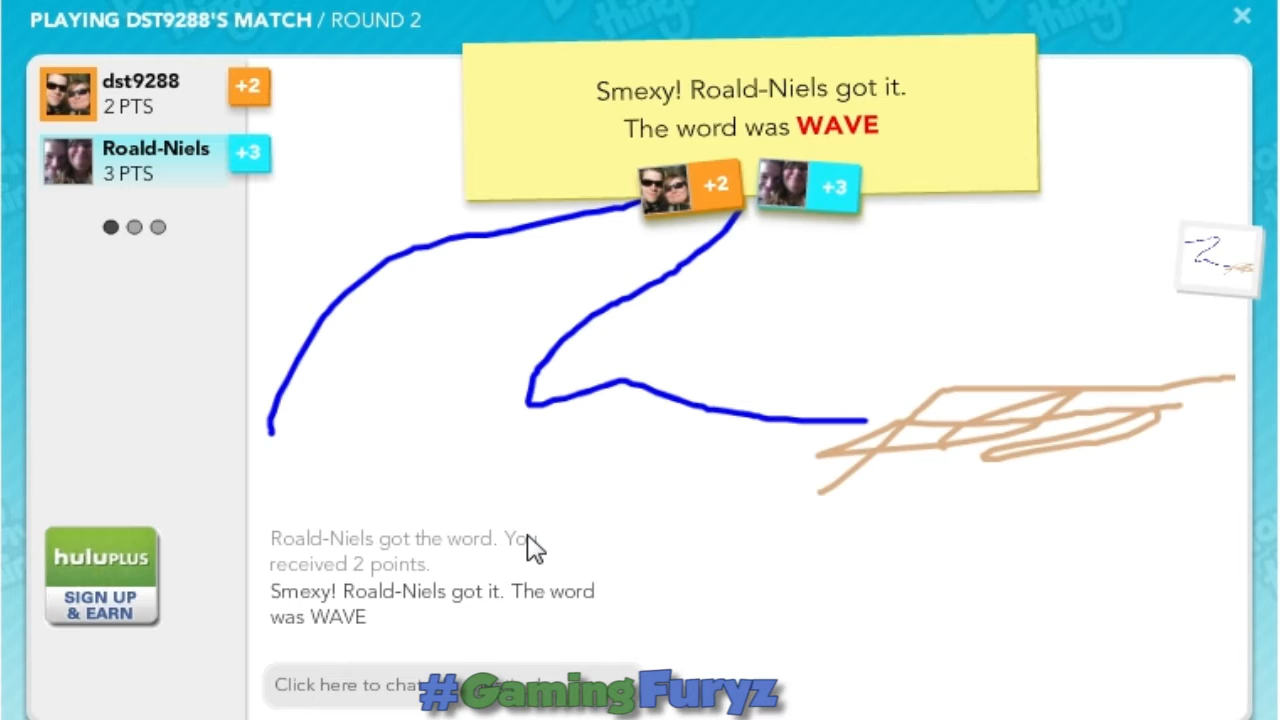 PLAYING DST9288'S MATCH / ROUND 2
dst9288
2 PTS
+2
Roald-Niels
3 PTS
+3
Smexy! Roald-Niels got it.
The word was WAVE
+2
+3
huluPLUS
SIGN UP
& EARN
Roald-Niels got the word. You
received 2 points.
Smexy! Roald-Niels got it. The word
was WAVE
Click here to chat
#GamingFuryz